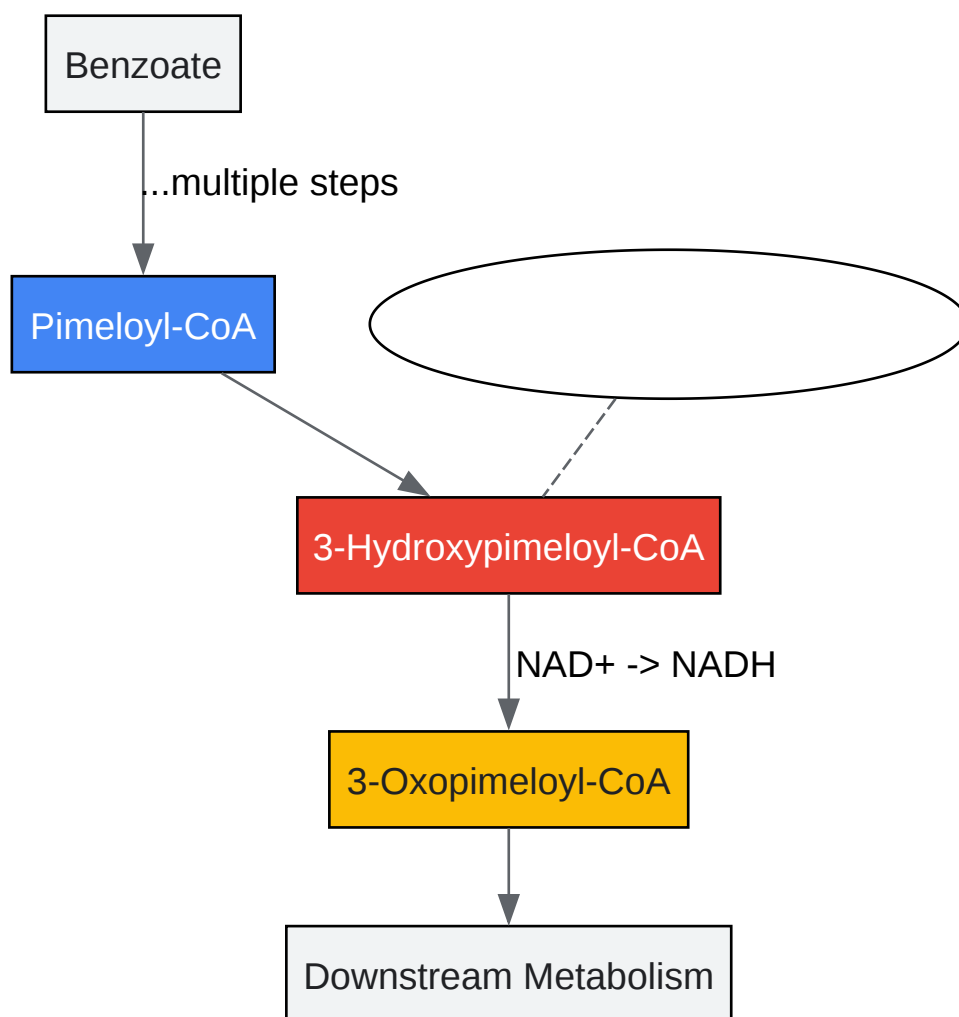 Benzoate
...multiple steps
Pimeloyl-CoA
3-Hydroxypimeloyl-CoA
NAD+ -> NADH
3-Oxopimeloyl-CoA
Downstream Metabolism